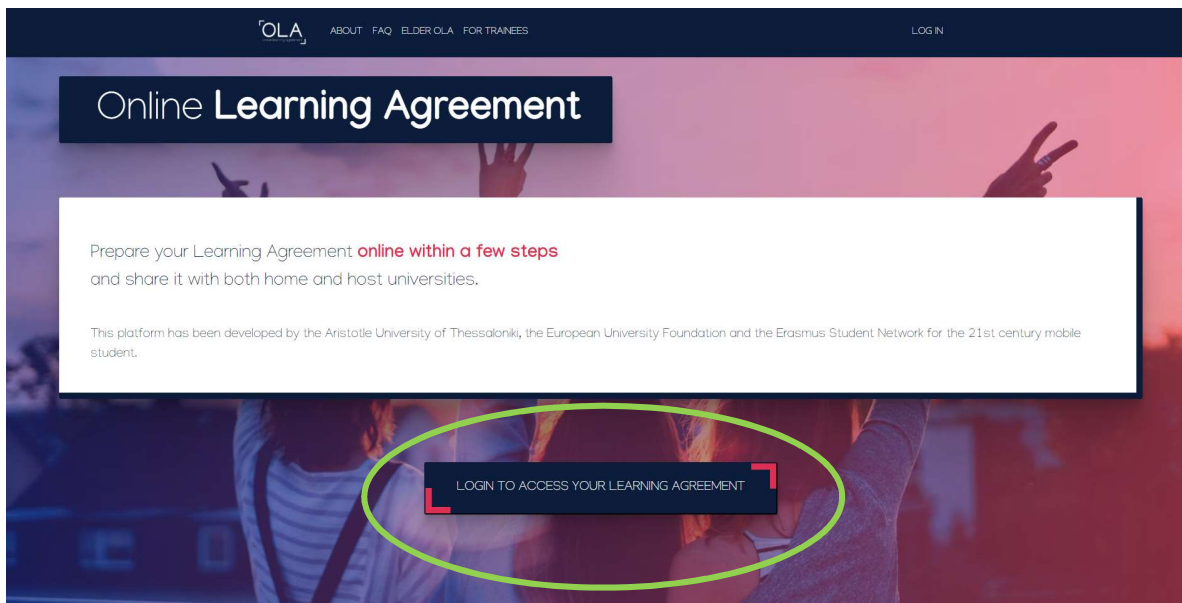 OLA
ABOUT FAQ ELDER OLA FOR TRAINEES
LOG IN
Online Learning Agreement
Prepare your Learning Agreement online within a few steps
and share it with both home and host universities.
This platform has been developed by the Aristotle University of Thessaloniki, the European University Foundation and the Erasmus Student Network for the 21st century mobile
student.
LOGIN TO ACCESS YOUR LEARNING AGREEMENT